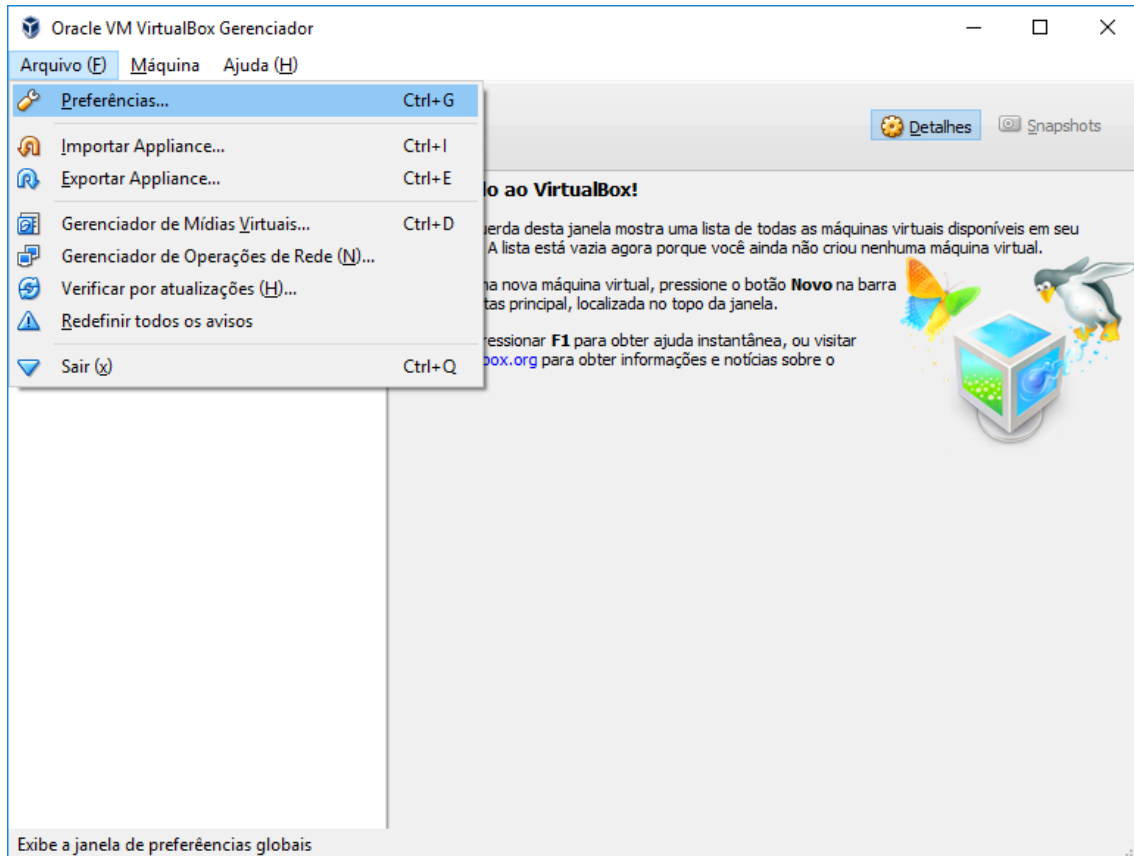 Oracle VM VirtualBox Gerenciador
Arquivo (F) Máquina Ajuda (H)
Preferências... Ctrl+G
Importar Appliance... Ctrl+I
Exportar Appliance... Ctrl+E
Gerenciador de Mídias Virtuais... Ctrl+D
Gerenciador de Operações de Rede (N)...
Verificar por atualizações (H)...
Redefinir todos os avisos
Sair (x) Ctrl+Q
Detalhes Snapshots
do ao VirtualBox!
uerda desta janela mostra uma lista de todas as máquinas virtuais disponíveis em seu
A lista está vazia agora porque você ainda não criou nenhuma máquina virtual.
na nova máquina virtual, pressione o botão Novo na barra
tas principal, localizada no topo da janela.
ressionar F1 para obter ajuda instantânea, ou visitar
box.org para obter informações e notícias sobre o
Exibe a janela de preferêencias globais